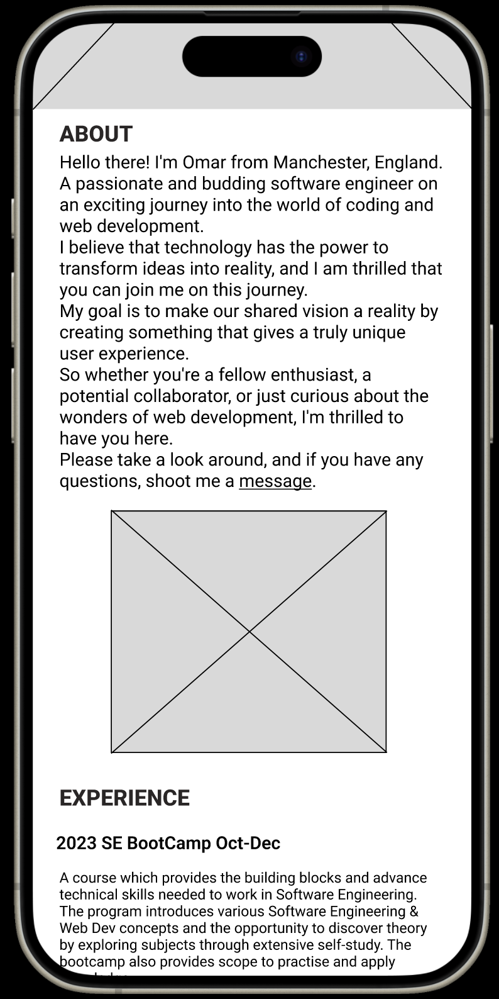 ABOUT
Hello there! I'm Omar from Manchester, England.
A passionate and budding software engineer on
an exciting journey into the world of coding and
web development.
I believe that technology has the power to
transform ideas into reality, and I am thrilled that
you can join me on this journey.
My goal is to make our shared vision a reality by
creating something that gives a truly unique
user experience.
So whether you're a fellow enthusiast, a
potential collaborator, or just curious about the
wonders of web development, I'm thrilled to
have you here.
Please take a look around, and if you have any
questions, shoot me a message.
EXPERIENCE
2023 SE BootCamp Oct-Dec
A course which provides the building blocks and advance
technical skills needed to work in Software Engineering.
The program introduces various Software Engineering &
Web Dev concepts and the opportunity to discover theory
by exploring subjects through extensive self-study. The
bootcamp also provides scope to practise and apply